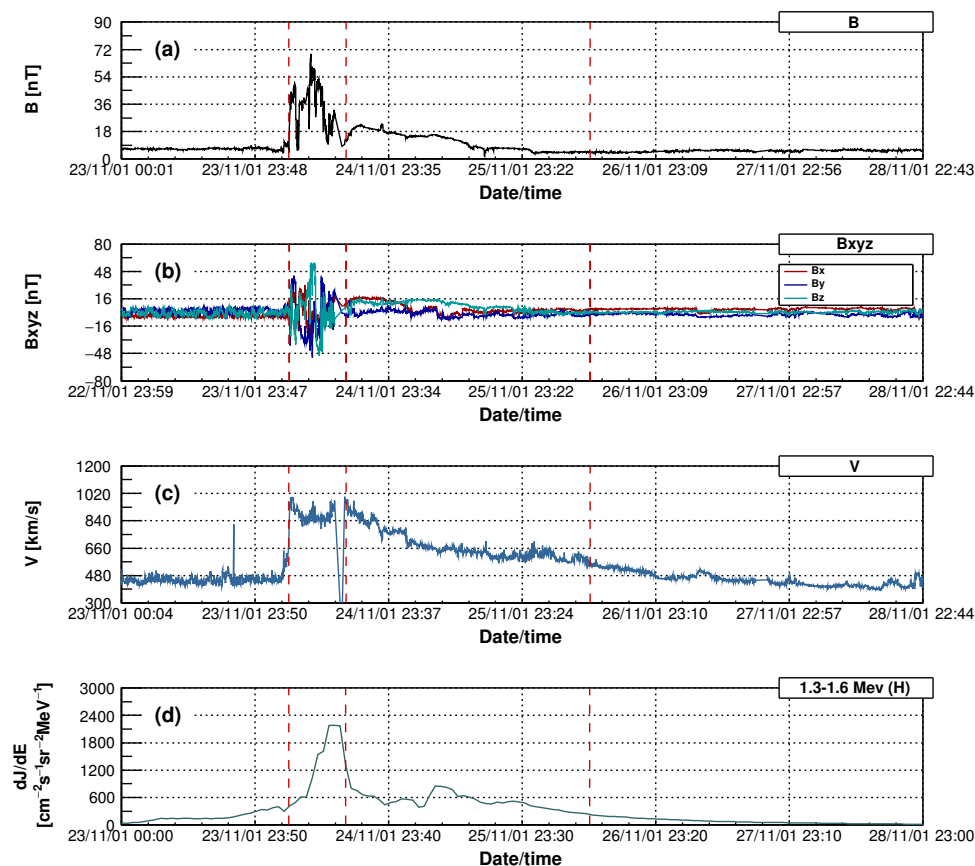 B
(a)
B [nT]
90
72
54
36
18
0
23/11/01 00:01 23/11/01 23:48 24/11/01 23:35 25/11/01 23:22 26/11/01 23:09 27/11/01 22:56 28/11/01 22:43
Date/time
Bxyz
(b)
Bxyz [nT]
80
48
16
−16
−48
−80
Bx
By
Bz
22/11/01 23:59 23/11/01 23:47 24/11/01 23:34 25/11/01 23:22 26/11/01 23:09 27/11/01 22:57 28/11/01 22:44
Date/time
V
(c)
V [km/s]
1200
1020
840
660
480
300
23/11/01 00:04 23/11/01 23:50 24/11/01 23:37 25/11/01 23:24 26/11/01 23:11 27/11/01 22:57 28/11/01 22:44
Date/time
1.3-1.6 Mev (H)
(d)
dJ/dE
[cm⁻²s⁻¹sr⁻²MeV⁻¹]
3000
2400
1800
1200
600
0
23/11/01 00:00 23/11/01 23:50 24/11/01 23:40 25/11/01 23:30 26/11/01 23:20 27/11/01 23:10 28/11/01 23:00
Date/time